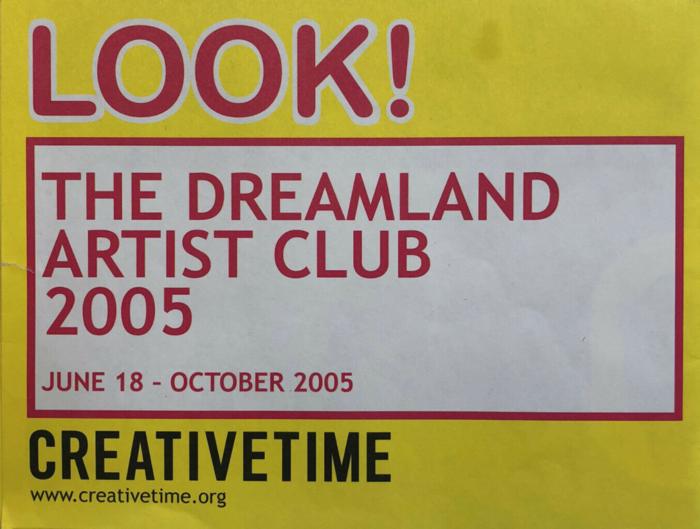 LOOK!
THE DREAMLAND
ARTIST CLUB
2005
JUNE 18 - OCTOBER 2005
CREATIVETIME
www.creativetime.org